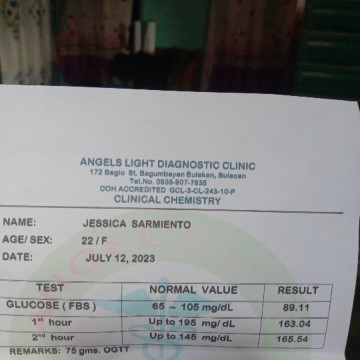 ANGELS LIGHT DIAGNOSTIC CLINIC
172 Bagio St. Bagumbayan Bulakan, Bulacan
Tel.No. 0935-907-7835
DOH ACCREDITED GCL-3-CL-243-10-P
CLINICAL CHEMISTRY
NAME: JESSICA SARMIENTO
AGE/ SEX: 22 / F
DATE: JULY 12, 2023
TEST NORMAL VALUE RESULT
GLUCOSE ( FBS ) 65 – 105 mg/dL 89.11
1st hour Up to 195 mg/ dL 163.04
2nd hour Up to 145 mg/ dL 165.54
REMARKS: 75 gms. OGTT